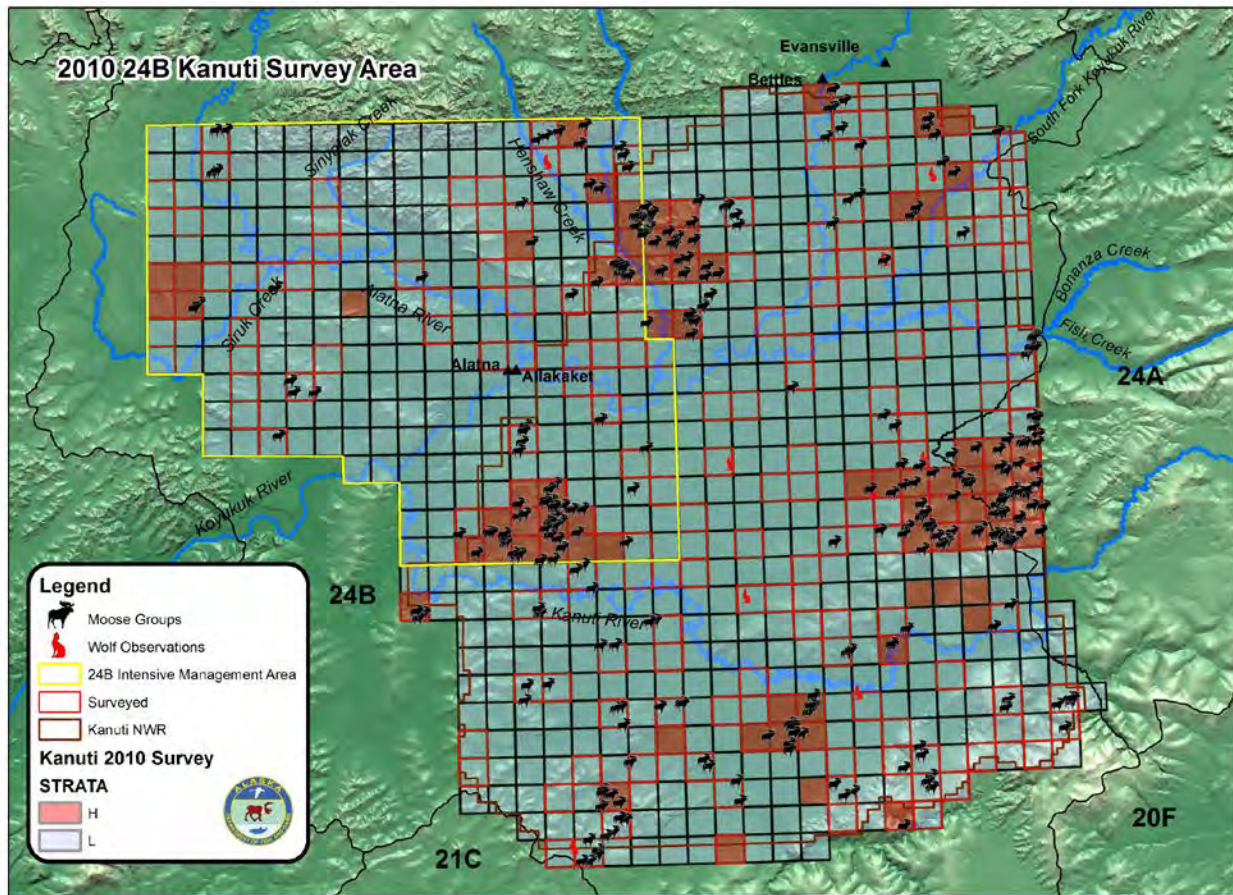 2010 24B Kanuti Survey Area
Evansville
Bettles
South Fork Koyukuk River
Sinyalak Creek
Henshaw Creek
Bonanza Creek
Fish Creek
Siruk Creek
Alatna River
Alatna
Allakaket
24A
Koyukuk River
24B
Kanuti River
21C
20F
Legend
Moose Groups
Wolf Observations
24B Intensive Management Area
Surveyed
Kanuti NWR
Kanuti 2010 Survey
STRATA
H
L
ALASKA